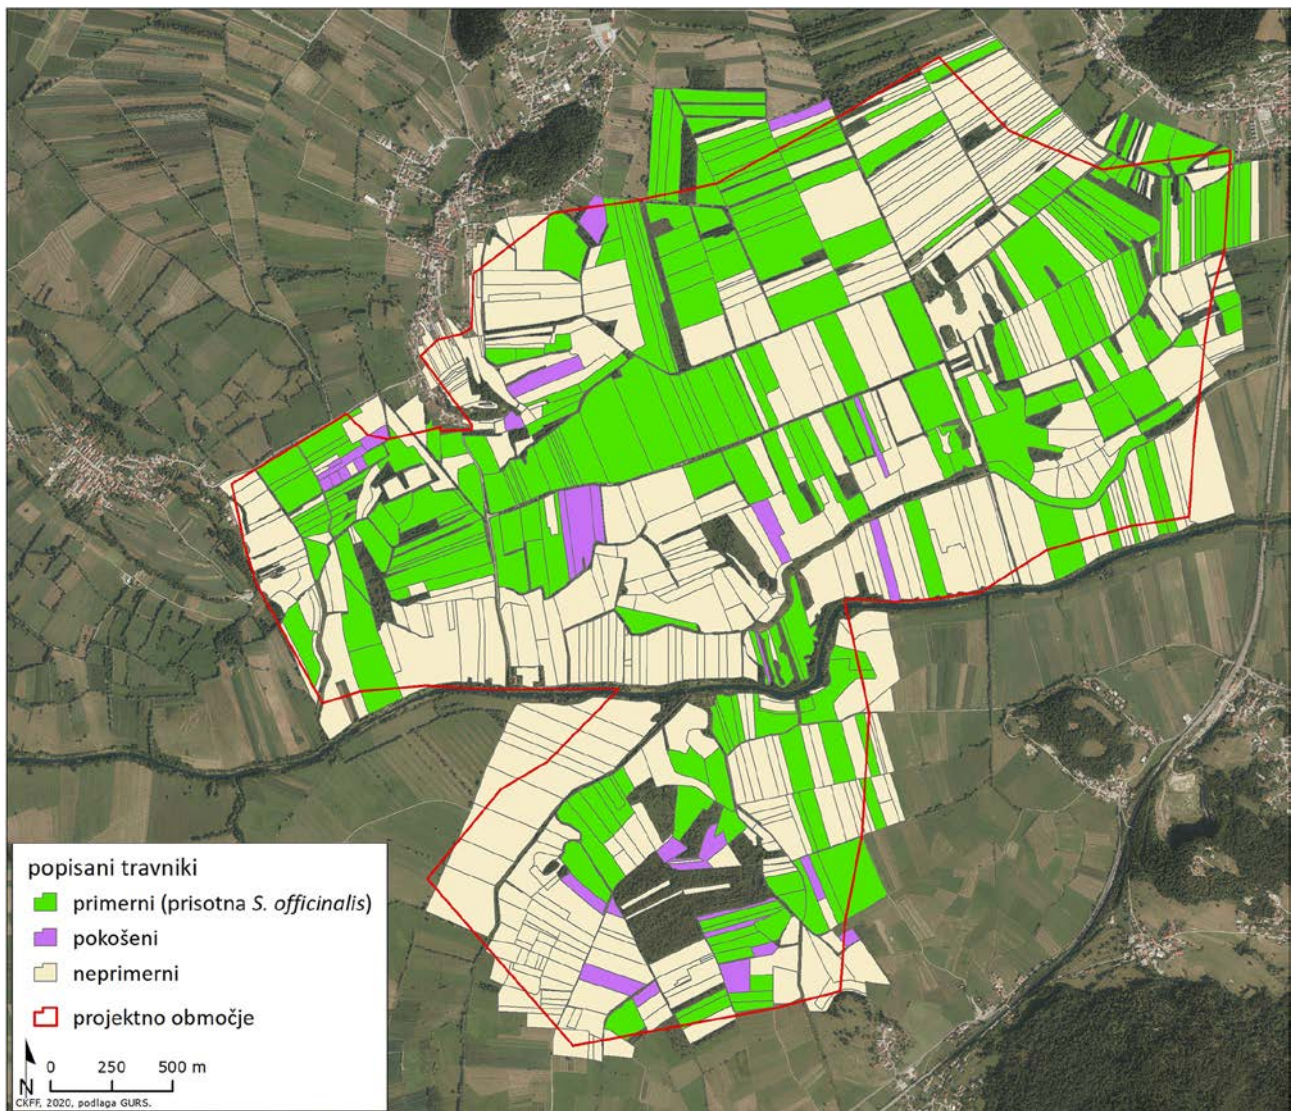 popisani travniki
primerni (prisotna S. officinalis)
pokošeni
neprimerni
projektno območje
0 250 500 m
N
CKFF, 2020, podlaga GURS.